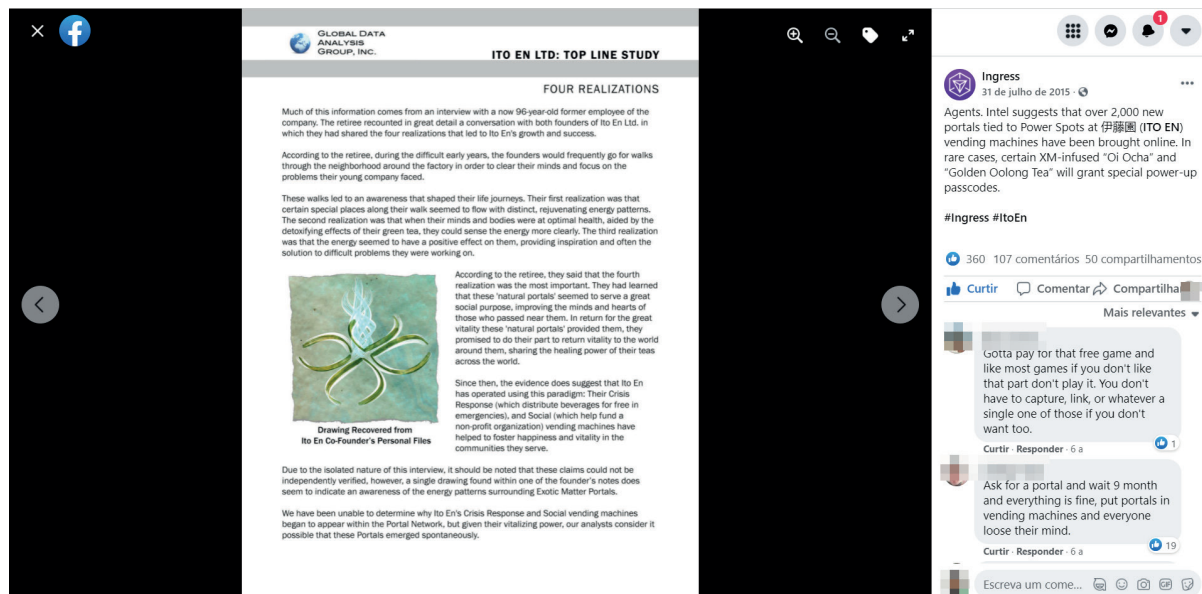 GLOBAL DATA
ANALYSIS
GROUP, INC.
ITO EN LTD: TOP LINE STUDY
FOUR REALIZATIONS
Much of this information comes from an interview with a now 96-year-old former employee of the
company. The retiree recounted in great detail a conversation with both founders of Ito En Ltd. in
which they had shared the four realizations that led to Ito En's growth and success.
According to the retiree, during the difficult early years, the founders would frequently go for walks
through the neighborhood around the factory in order to clear their minds and focus on the
problems their young company faced.
These walks led to an awareness that shaped their life journeys. Their first realization was that
certain special places along their walk seemed to flow with distinct, rejuvenating energy patterns.
The second realization was that when their minds and bodies were at optimal health, aided by the
detoxifying effects of their green tea, they could sense the energy more clearly. The third realization
was that the energy seemed to have a positive effect on them, providing inspiration and often the
solution to difficult problems they were working on.
According to the retiree, they said that the fourth
realization was the most important. They had learned
that these 'natural portals' seemed to serve a great
social purpose, improving the minds and hearts of
those who passed near them. In return for the great
vitality these 'natural portals' provided them, they
promised to do their part to return vitality to the world
around them, sharing the healing power of their teas
across the world.
Since then, the evidence does suggest that Ito En
has operated using this paradigm: Their Crisis
Response (which distribute beverages for free in
emergencies), and Social (which help fund a
non-profit organization) vending machines have
helped to foster happiness and vitality in the
communities they serve.
Drawing Recovered from
Ito En Co-Founder's Personal Files
Due to the isolated nature of this interview, it should be noted that these claims could not be
independently verified, however, a single drawing found within one of the founder's notes does
seem to indicate an awareness of the energy patterns surrounding Exotic Matter Portals.
We have been unable to determine why Ito En's Crisis Response and Social vending machines
began to appear within the Portal Network, but given their vitalizing power, our analysts consider it
possible that these Portals emerged spontaneously.
1
Ingress
31 de julho de 2015 ·
Agents. Intel suggests that over 2,000 new
portals tied to Power Spots at 伊藤園 (ITO EN)
vending machines have been brought online. In
rare cases, certain XM-infused “Oi Ocha” and
“Golden Oolong Tea” will grant special power-up
passcodes.
#Ingress #ItoEn
360 107 comentários 50 compartilhamentos
Curtir Comentar Compartilha
Mais relevantes
Gotta pay for that free game and
like most games if you don't like
that part don't play it. You don't
have to capture, link, or whatever a
single one of those if you don't
want too.
1
Curtir · Responder · 6 a
Ask for a portal and wait 9 month
and everything is fine, put portals in
vending machines and everyone
loose their mind.
19
Curtir · Responder · 6 a
Escreva um come...
GIF